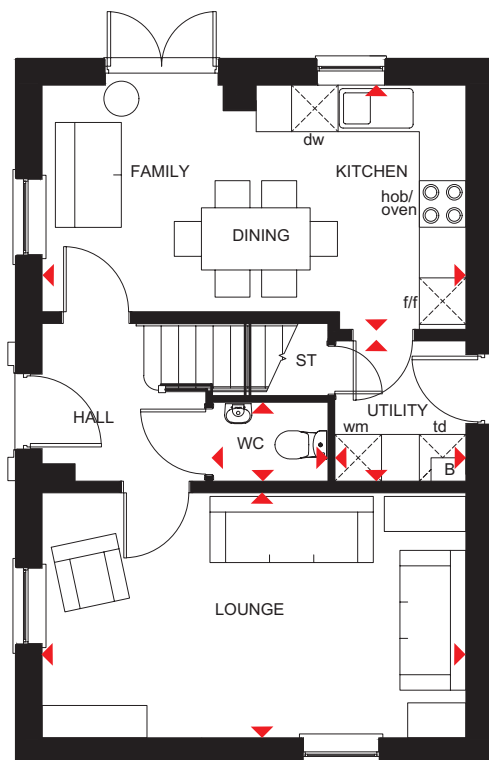 dw
FAMILY
KITCHEN
hob/
oven
DINING
f/f
ST
HALL
UTILITY
WC
wm
td
B
LOUNGE